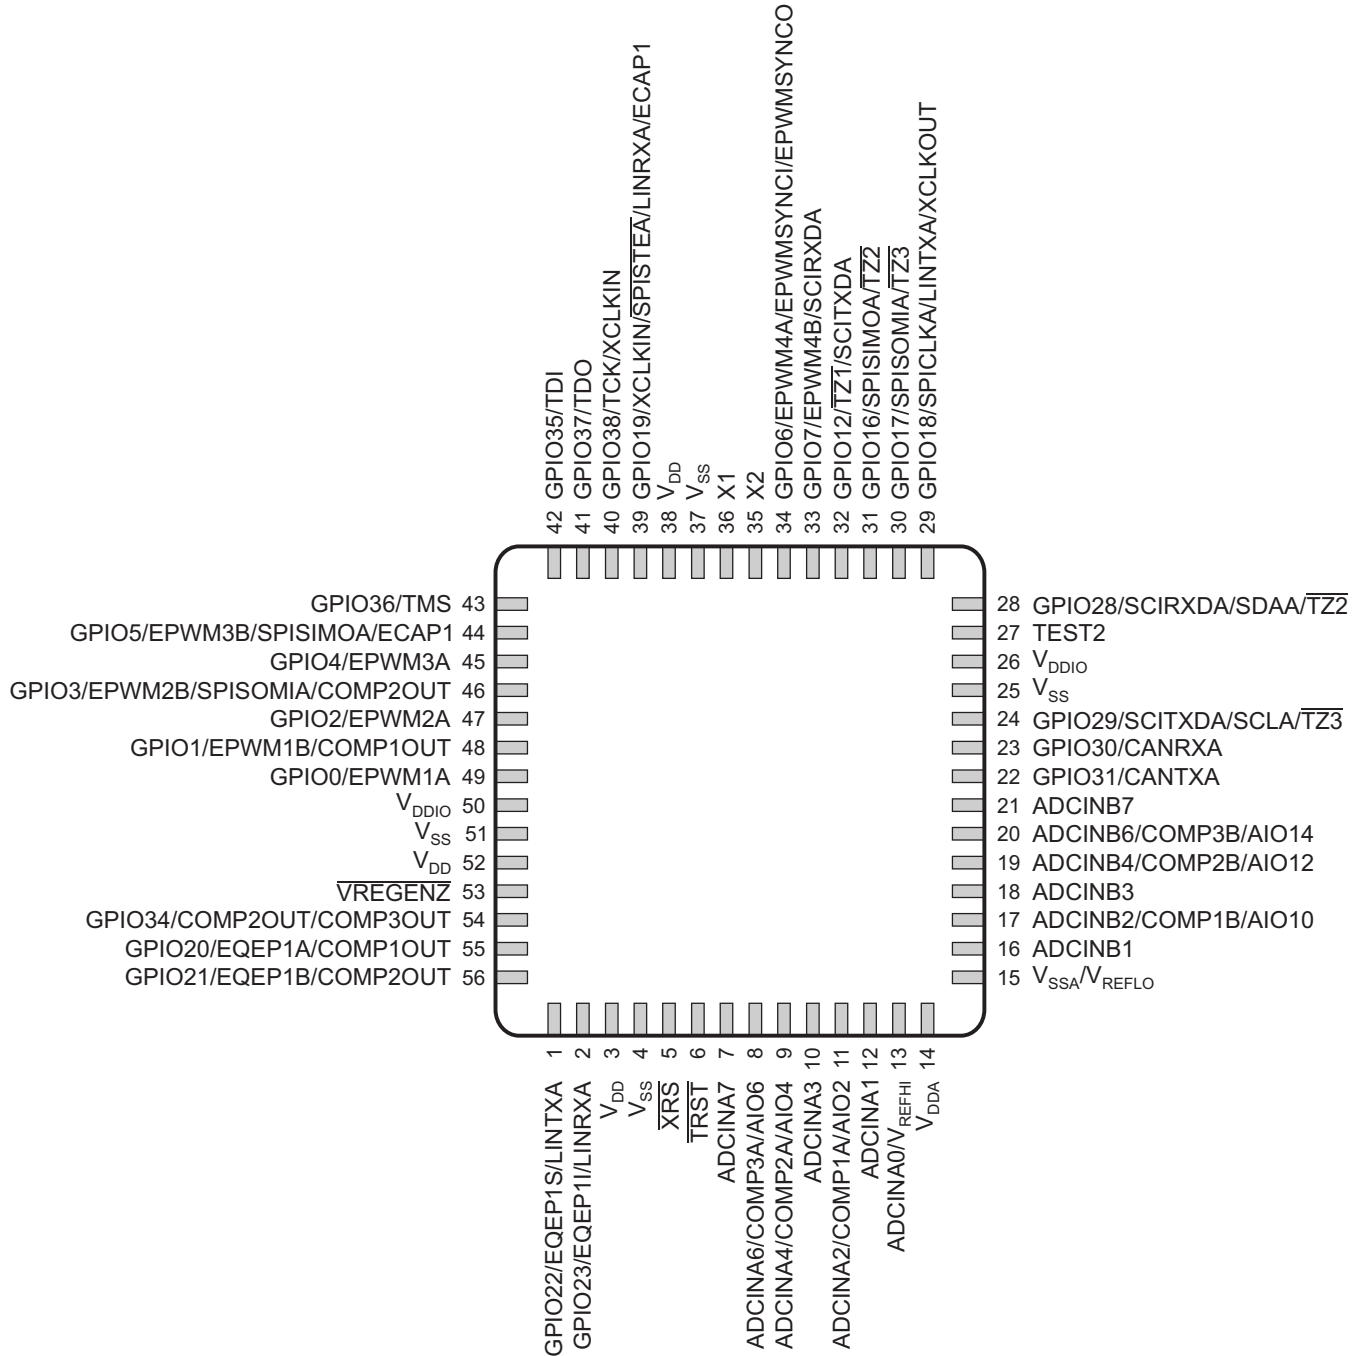 42 GPIO35/TDI
41 GPIO37/TDO
40 GPIO38/TCK/XCLKIN
39 GPIO19/XCLKIN/SPISTEA/LINRXA/ECAP1
38 VDD
37 VSS
36 X1
35 X2
34 GPIO6/EPWM4A/EPWMSYNCI/EPWMSYNCO
33 GPIO7/EPWM4B/SCIRXDA
32 GPIO12/TZ1/SCITXDA
31 GPIO16/SPISIMOA/TZ2
30 GPIO17/SPISOMIA/TZ3
29 GPIO18/SPICLKA/LINTXA/XCLKOUT
GPIO36/TMS 43
GPIO5/EPWM3B/SPISIMOA/ECAP1 44
GPIO4/EPWM3A 45
GPIO3/EPWM2B/SPISOMIA/COMP2OUT 46
GPIO2/EPWM2A 47
GPIO1/EPWM1B/COMP1OUT 48
GPIO0/EPWM1A 49
VDDIO 50
VSS 51
VDD 52
VREGENZ 53
GPIO34/COMP2OUT/COMP3OUT 54
GPIO20/EQEP1A/COMP1OUT 55
GPIO21/EQEP1B/COMP2OUT 56
28 GPIO28/SCIRXDA/SDAA/TZ2
27 TEST2
26 VDDIO
25 VSS
24 GPIO29/SCITXDA/SCLA/TZ3
23 GPIO30/CANRXA
22 GPIO31/CANTXA
21 ADCINB7
20 ADCINB6/COMP3B/AIO14
19 ADCINB4/COMP2B/AIO12
18 ADCINB3
17 ADCINB2/COMP1B/AIO10
16 ADCINB1
15 VSSA/VREFLO
GPIO22/EQEP1S/LINTXA 1
GPIO23/EQEP1I/LINRXA 2
VDD 3
VSS 4
XRS 5
TRST 6
ADCINA7 7
ADCINA6/COMP3A/AIO6 8
ADCINA4/COMP2A/AIO4 9
ADCINA3 10
ADCINA2/COMP1A/AIO2 11
ADCINA1 12
ADCINA0/VREFHI 13
VDDA 14